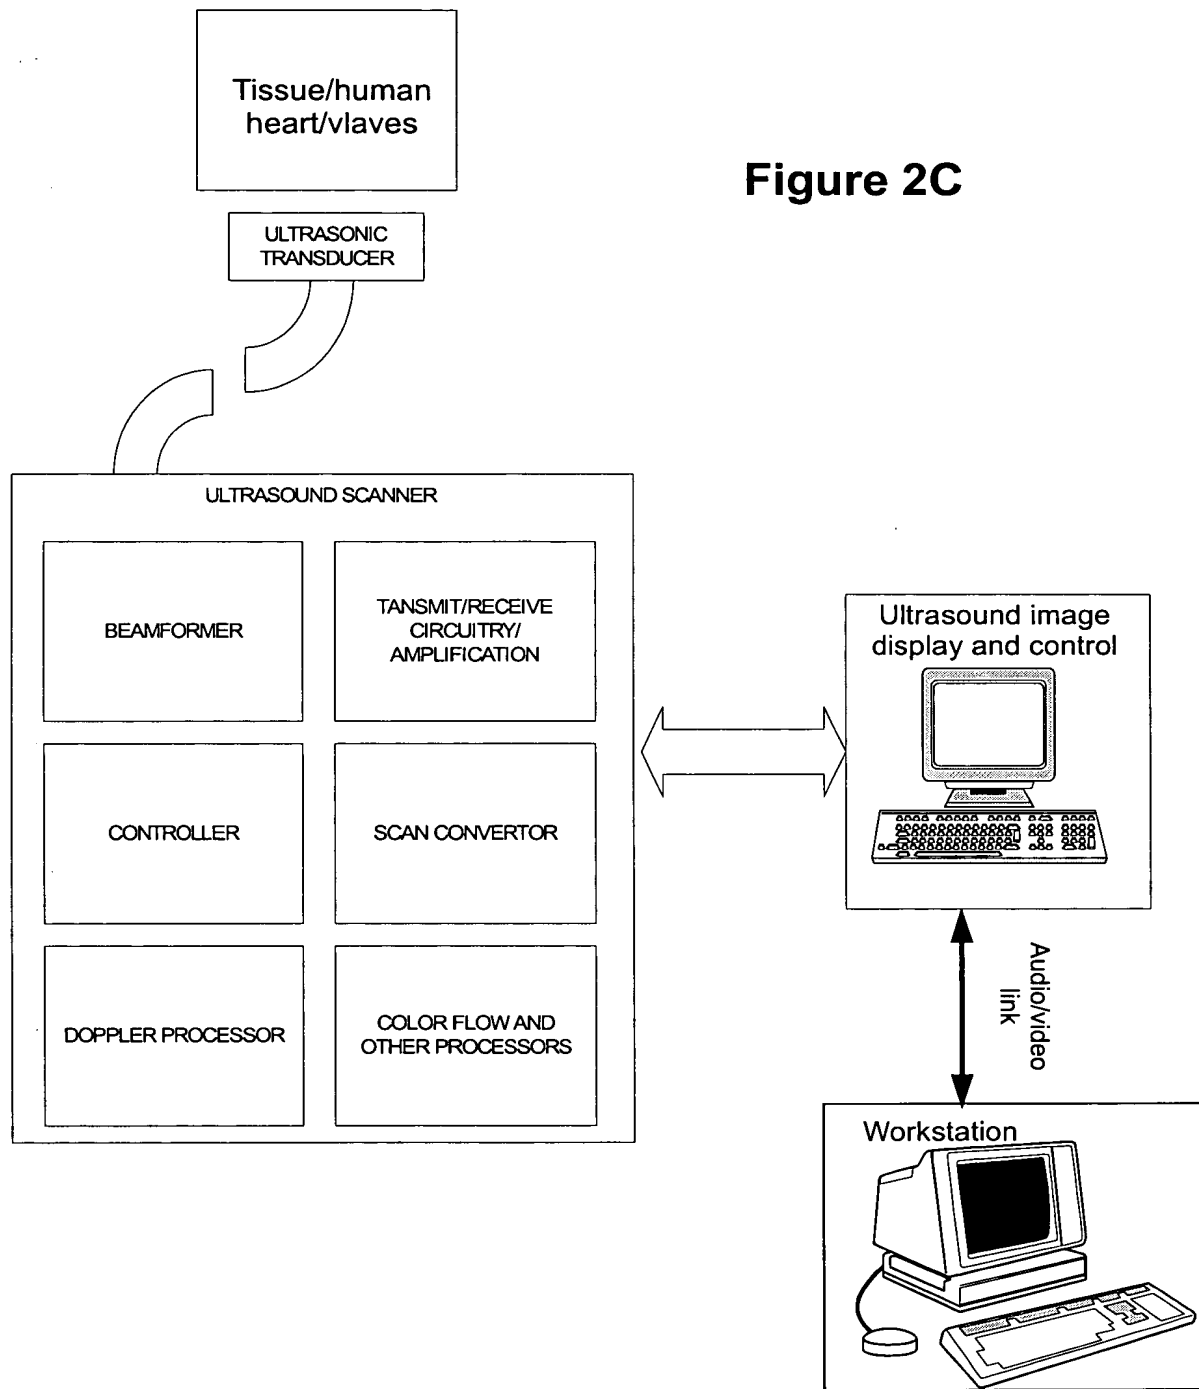 Tissue/human
heart/vlaves
Figure 2C
ULTRASONIC
TRANSDUCER
ULTRASOUND SCANNER
BEAMFORMER
TANSMIT/RECEIVE
CIRCUITRY/
AMPLIFICATION
CONTROLLER
SCAN CONVERTOR
DOPPLER PROCESSOR
COLOR FLOW AND
OTHER PROCESSORS
Ultrasound image
display and control
Audio/video
link
Workstation